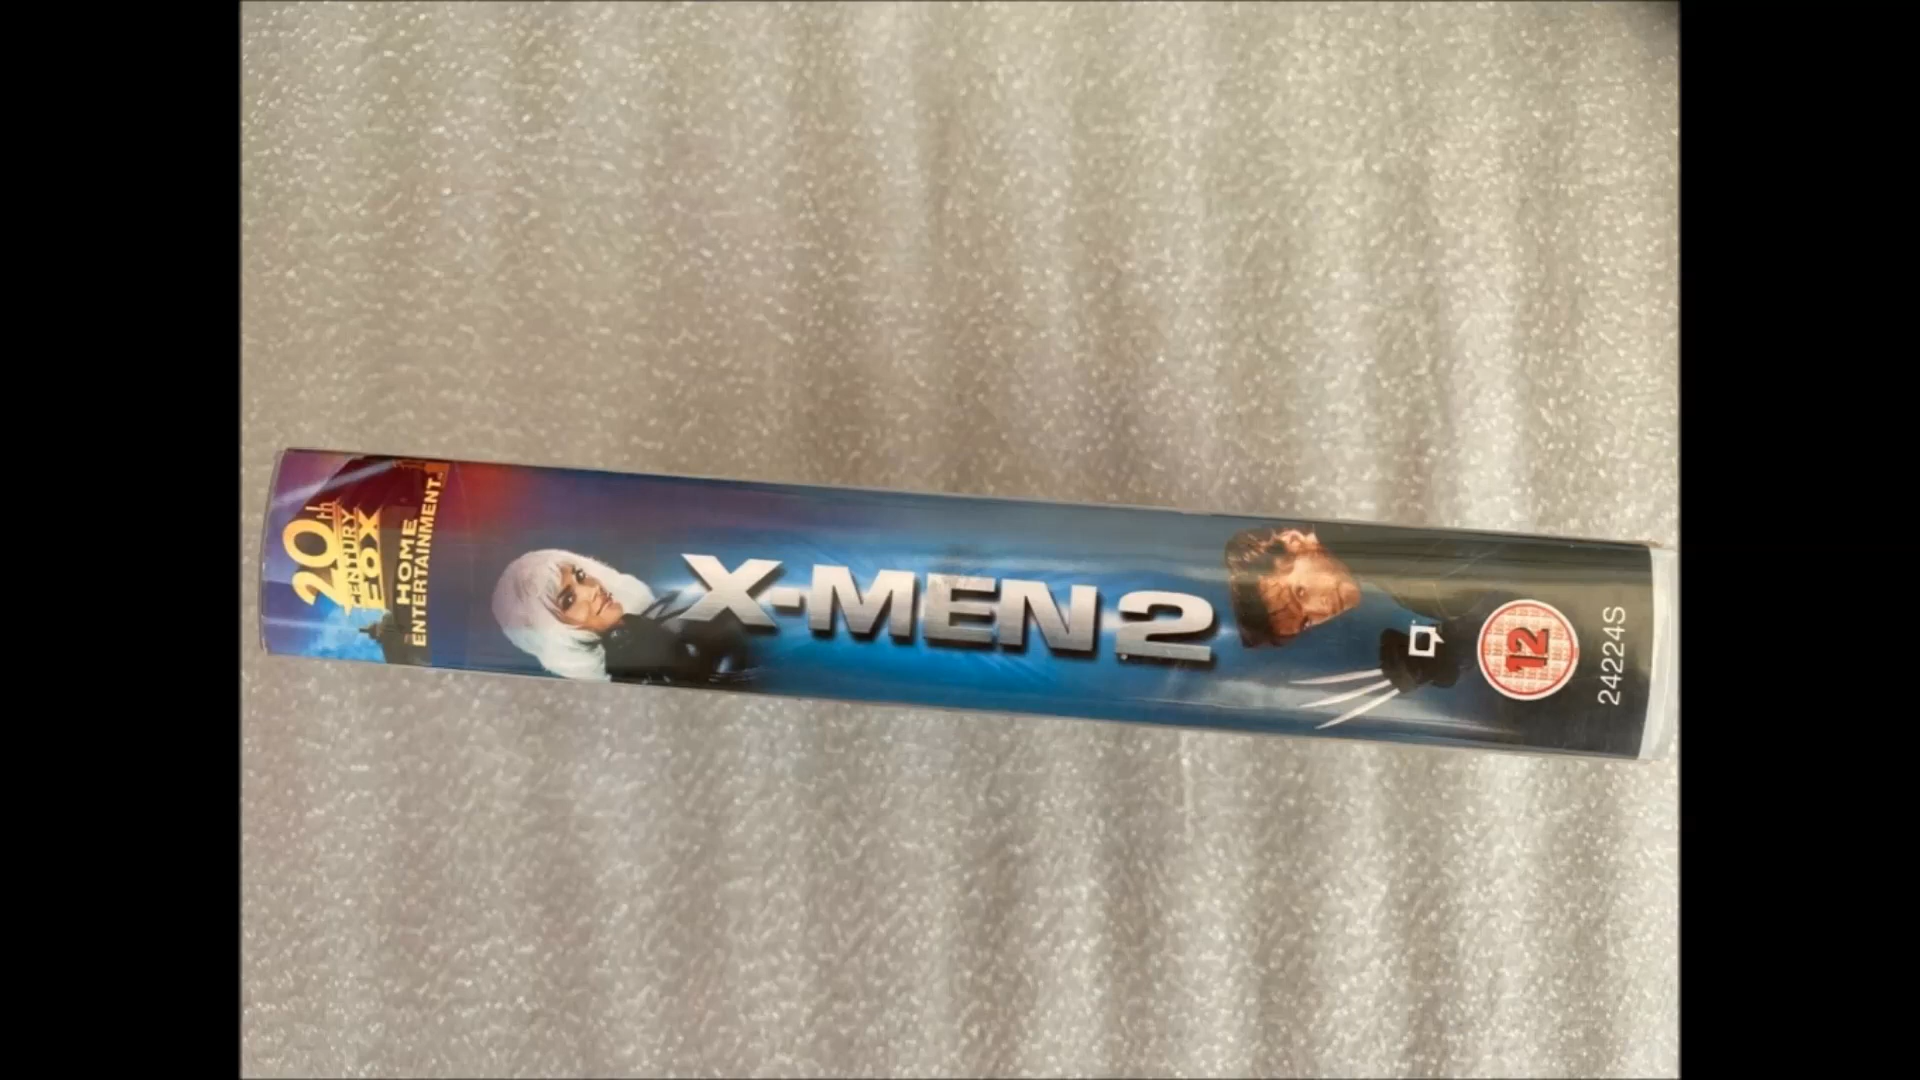 20th
CENTURY
FOX
HOME
ENTERTAINMENT
X-MEN 2
12
24224S